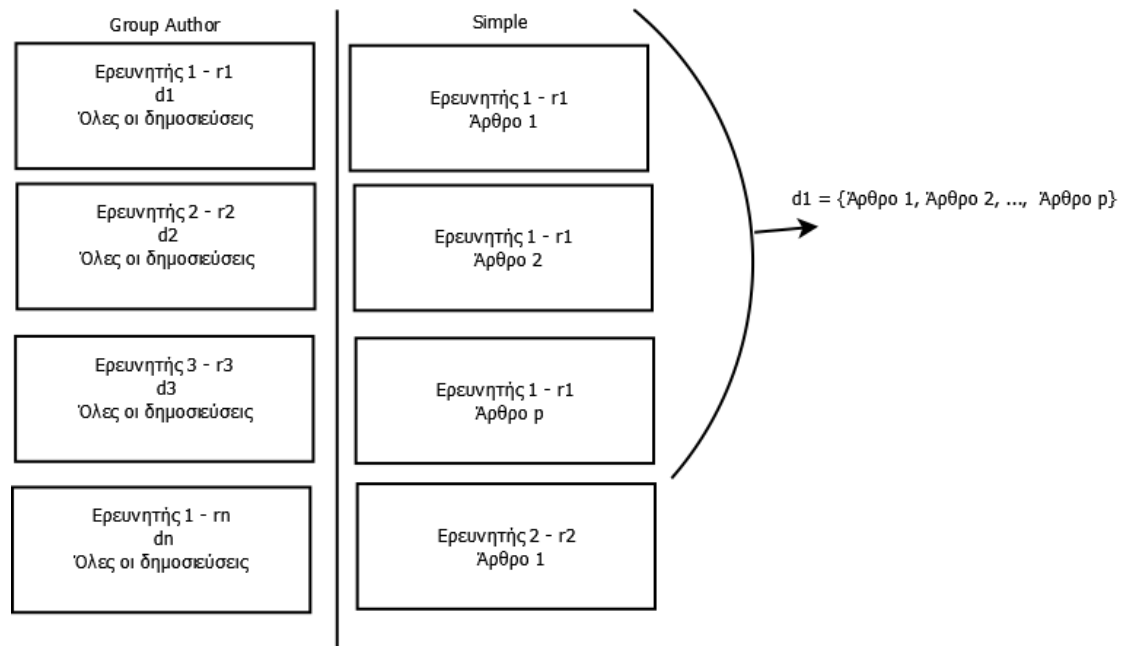 Group Author
Ερευνητής 1 - r1
d1
Όλες οι δημοσιεύσεις
Ερευνητής 2 - r2
d2
Όλες οι δημοσιεύσεις
Ερευνητής 3 - r3
d3
Όλες οι δημοσιεύσεις
Ερευνητής 1 - rn
dn
Όλες οι δημοσιεύσεις
Simple
Ερευνητής 1 - r1
Άρθρο 1
Ερευνητής 1 - r1
Άρθρο 2
Ερευνητής 1 - r1
Άρθρο p
Ερευνητής 2 - r2
Άρθρο 1
d1 = {Άρθρο 1, Άρθρο 2, ..., Άρθρο p}